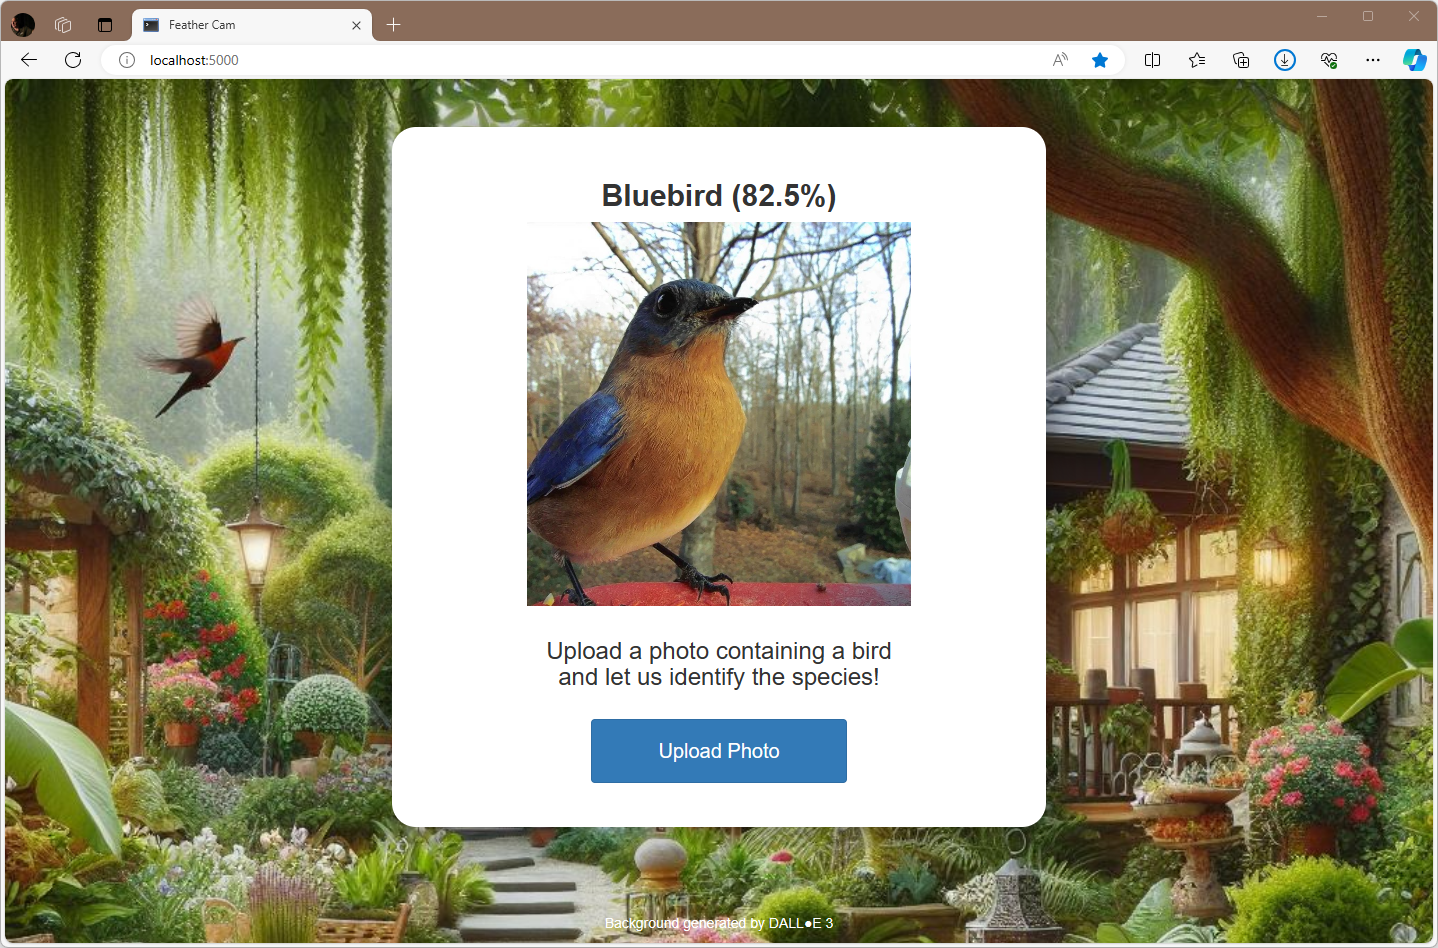 Feather Cam
localhost:5000
Bluebird (82.5%)
Upload a photo containing a bird
and let us identify the species!
Upload Photo
Background generated by DALL●E 3